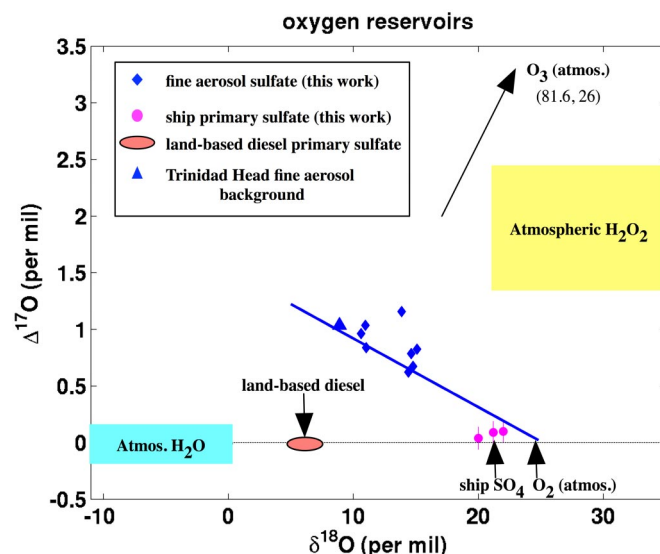 oxygen reservoirs
3.5
3
2.5
2
1.5
1
0.5
0
-0.5
Δ¹⁷O (per mil)
fine aerosol sulfate (this work)
ship primary sulfate (this work)
land-based diesel primary sulfate
Trinidad Head fine aerosol
background
O₃ (atmos.)
(81.6, 26)
Atmospheric H₂O₂
land-based diesel
Atmos. H₂O
ship SO₄ O₂ (atmos.)
-10 0 10 20 30
δ¹⁸O (per mil)